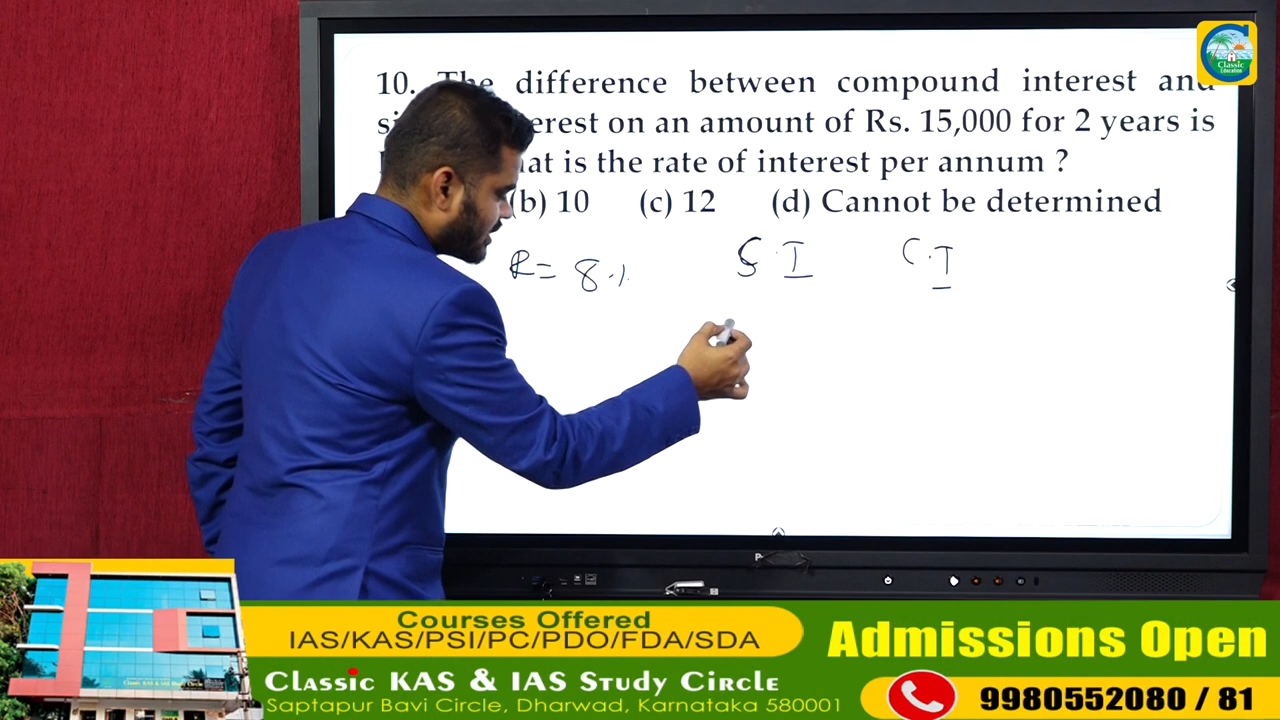 10. The difference between compound interest and
erest on an amount of Rs. 15,000 for 2 years is
at is the rate of interest per annum ?
(b) 10 (c) 12 (d) Cannot be determined
R = 8 % S.I C.I
Classic
Education
Courses Offered
IAS/KAS/PSI/PC/PDO/FDA/SDA
Classic KAS & IAS Study Circle
Saptapur Bavi Circle, Dharwad, Karnataka 580001
Admissions Open
9980552080 / 81